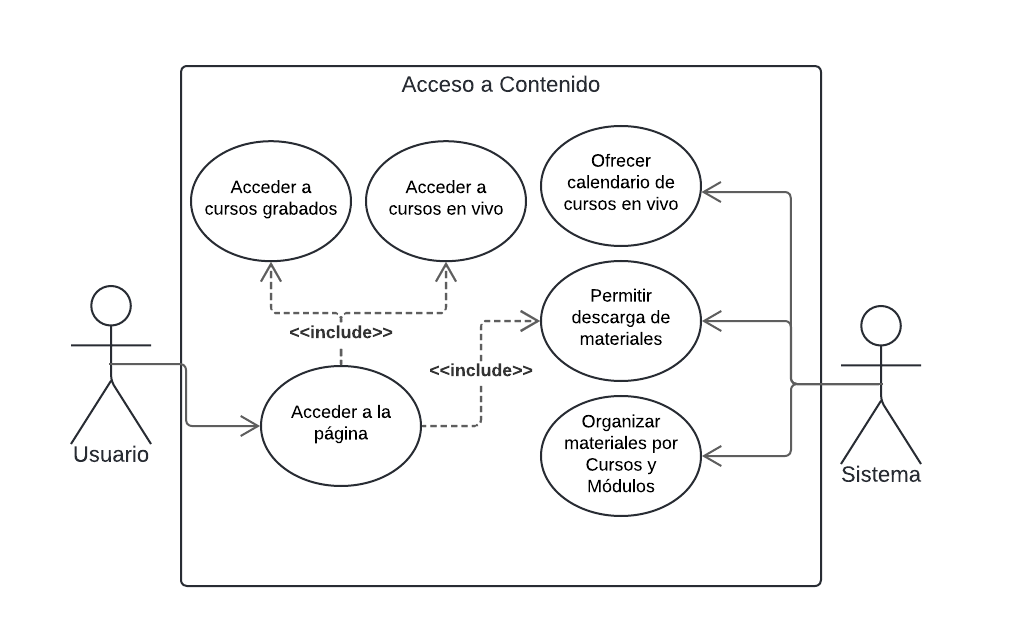 Acceso a Contenido
Acceder a
cursos grabados
Acceder a
cursos en vivo
Ofrecer
calendario de
cursos en vivo
Permitir
descarga de
materiales
<<include>>
<<include>>
Acceder a la
página
Organizar
materiales por
Cursos y
Módulos
Usuario
Sistema